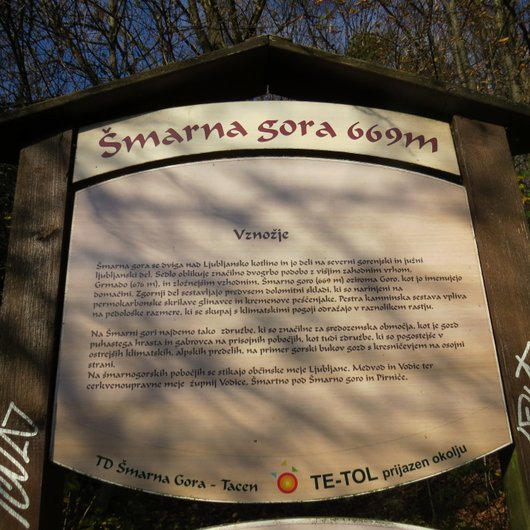 Šmarna gora 669m
Vznožje
Šmarna gora se dviga nad Ljubljansko kotlino in jo deli na severni gorenjski in južni
ljubljanski del. Sedlo oblikuje značilno dvogrbo podobo z višjim zahodnim vrhom,
Grmado (676 m), in zložnejšim vzhodnim, Šmarno goro (669 m) oziroma Goro, kot jo imenujejo
domačini. Zgornji del sestavljajo predvsem dolomitni skladi, ki so narinjeni na
permokarbonske skrilave glinavce in kremenove peščenjake. Pestra kamninska sestava vpliva
na pedološke razmere, ki se skupaj s klimatskimi pogoji odražajo v raznolikem rastju.
Na Šmarni gori najdemo tako združbe, ki so značilne za sredozemska območja, kot je gozd
puhastega hrasta in gabrovca na prisojnih pobočjih, kot tudi združbe, ki so pogostejše v
ostrejših klimatskih, alpskih predelih, na primer gorski bukov gozd s kresničevjem na osojni
strani.
Na šmarnogorskih pobočjih se stikajo občinske meje Ljubljane, Medvod in Vodic ter
cerkvenoupravne meje župnij Vodice, Šmartno pod Šmarno goro in Pirniče.
TD Šmarna Gora - Tacen
TE-TOL prijazen okolju